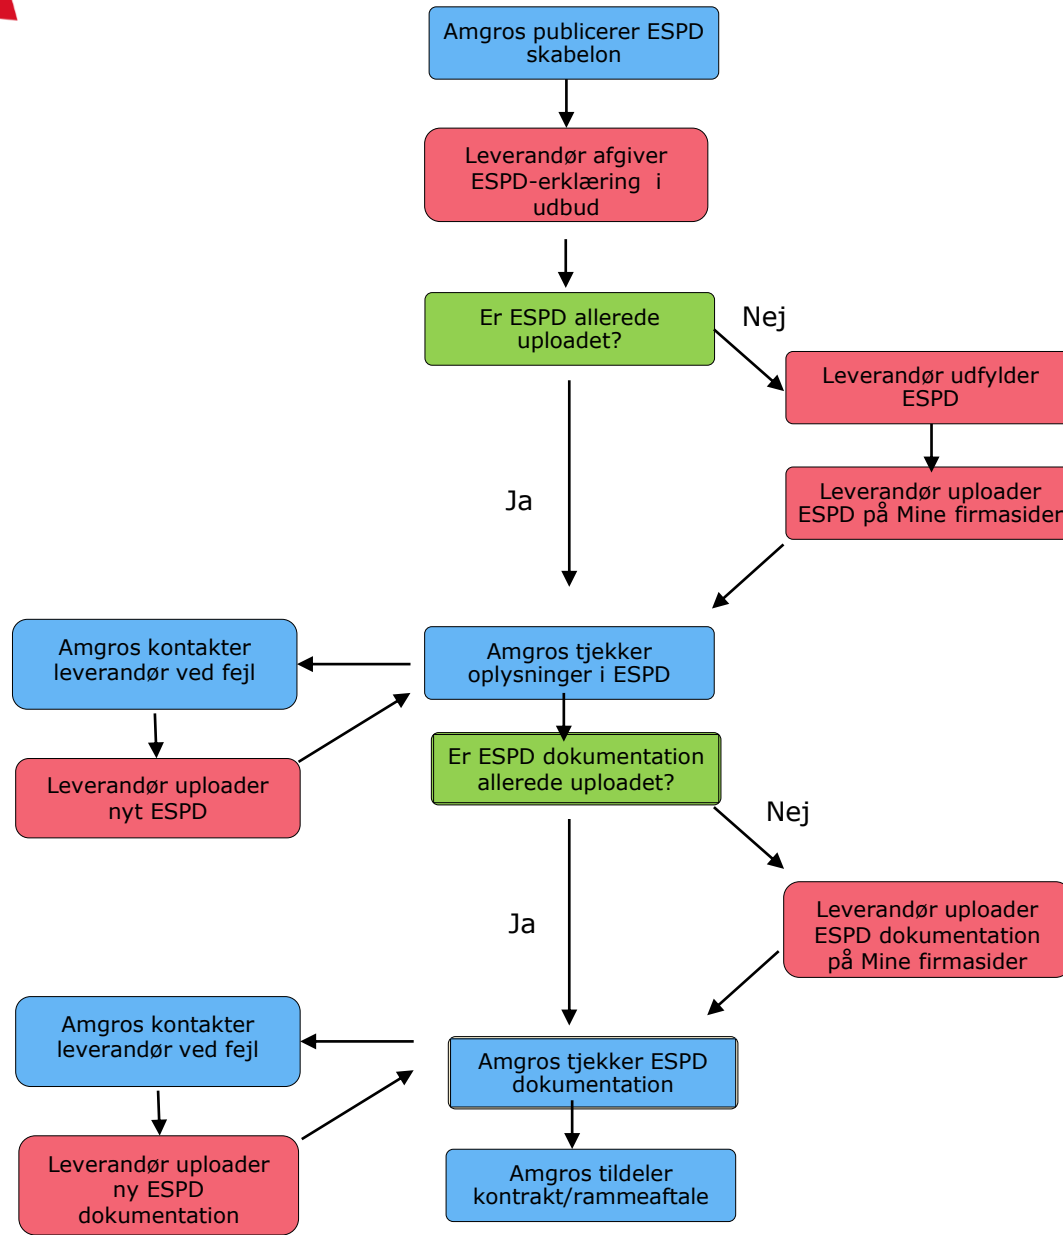 Amgros publicerer ESPD
skabelon
Leverandør afgiver
ESPD-erklæring i
udbud
Er ESPD allerede
uploadet?
Nej
Leverandør udfylder
ESPD
Leverandør uploader
ESPD på Mine firmasider
Ja
Amgros tjekker
oplysninger i ESPD
Amgros kontakter
leverandør ved fejl
Leverandør uploader
nyt ESPD
Er ESPD dokumentation
allerede uploadet?
Nej
Leverandør uploader
ESPD dokumentation
på Mine firmasider
Ja
Amgros tjekker ESPD
dokumentation
Amgros kontakter
leverandør ved fejl
Leverandør uploader
ny ESPD
dokumentation
Amgros tildeler
kontrakt/rammeaftale